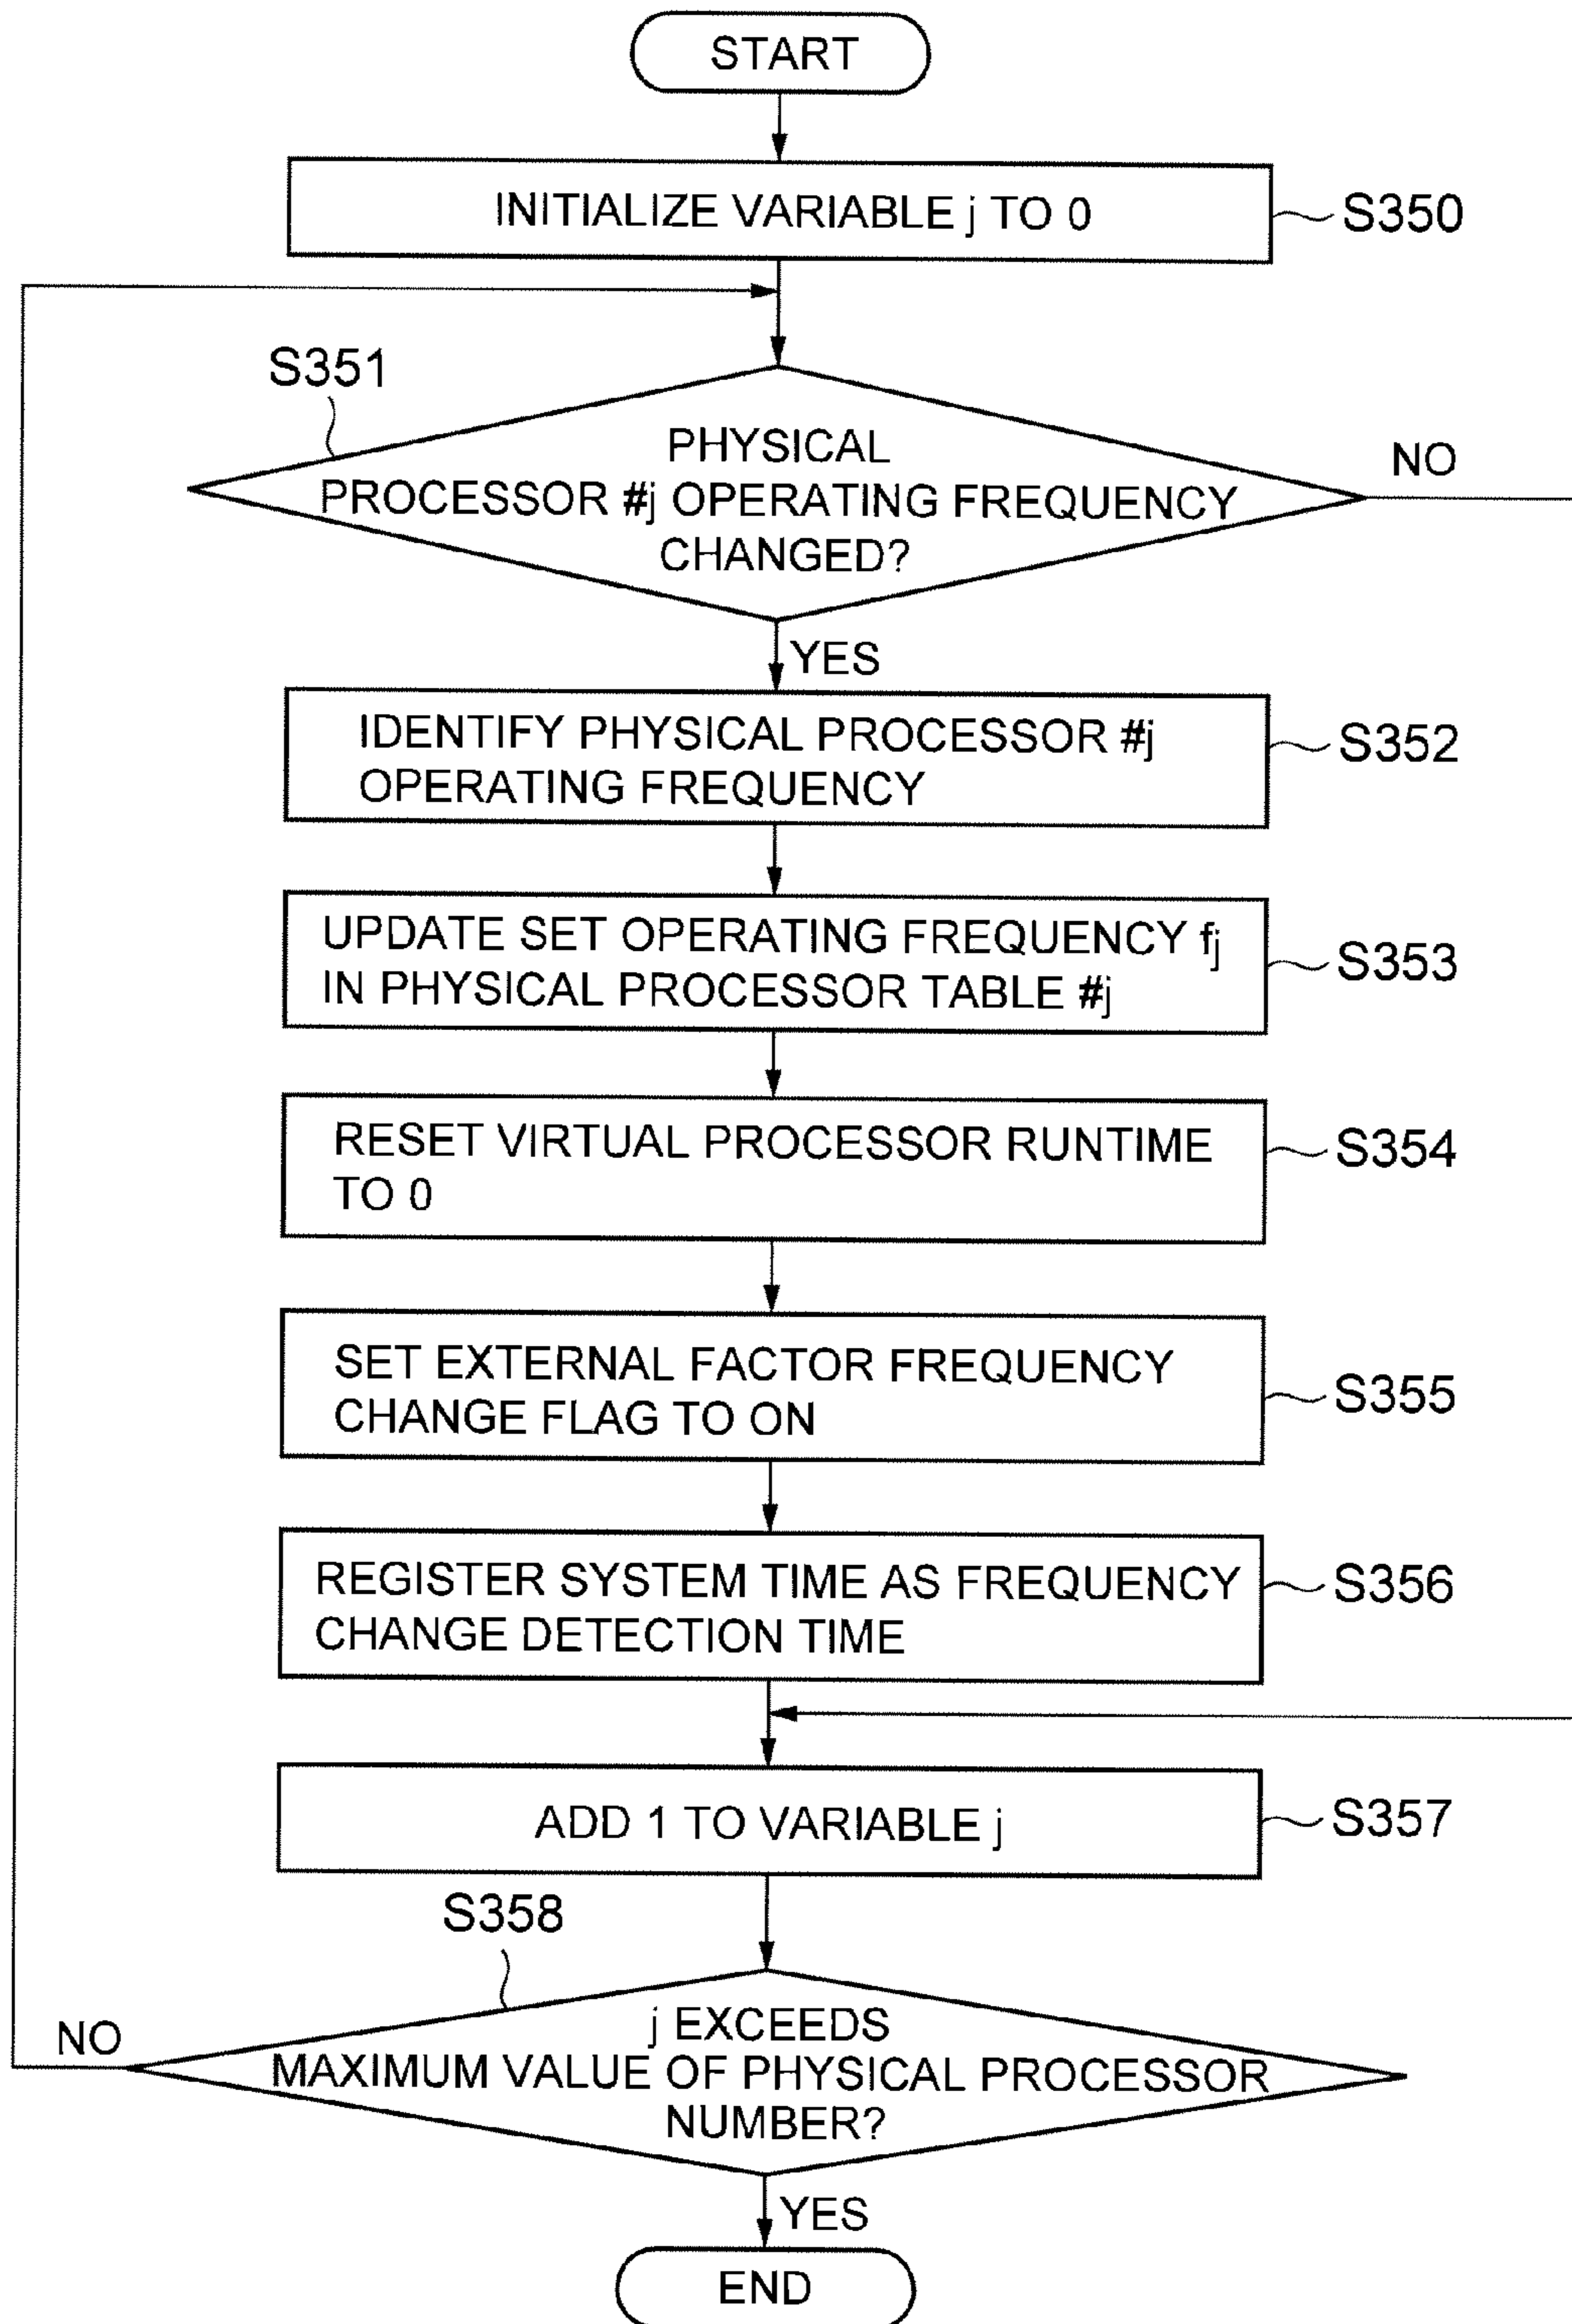 START
INITIALIZE VARIABLE j TO 0
S350
S351
PHYSICAL
PROCESSOR #j OPERATING FREQUENCY
CHANGED?
NO
YES
IDENTIFY PHYSICAL PROCESSOR #j
OPERATING FREQUENCY
S352
UPDATE SET OPERATING FREQUENCY fj
IN PHYSICAL PROCESSOR TABLE #j
S353
RESET VIRTUAL PROCESSOR RUNTIME
TO 0
S354
SET EXTERNAL FACTOR FREQUENCY
CHANGE FLAG TO ON
S355
REGISTER SYSTEM TIME AS FREQUENCY
CHANGE DETECTION TIME
S356
ADD 1 TO VARIABLE j
S357
S358
j EXCEEDS
MAXIMUM VALUE OF PHYSICAL PROCESSOR
NUMBER?
NO
YES
END